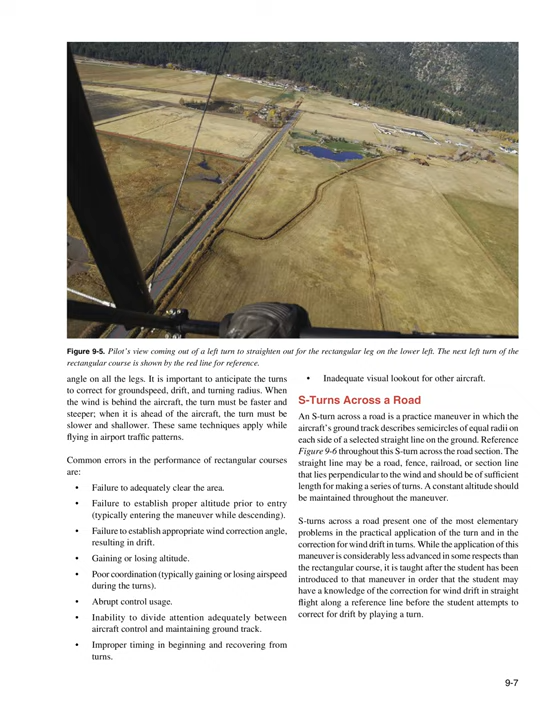 Figure 9-5. Pilot's view coming out of a left turn to straighten out for the rectangular leg on the lower left. The next left turn of the
rectangular course is shown by the red line for reference.
angle on all the legs. It is important to anticipate the turns
to correct for groundspeed, drift, and turning radius. When
the wind is behind the aircraft, the turn must be faster and
steeper; when it is ahead of the aircraft, the turn must be
slower and shallower. These same techniques apply while
flying in airport traffic patterns.
Common errors in the performance of rectangular courses
are:
• Failure to adequately clear the area.
• Failure to establish proper altitude prior to entry
(typically entering the maneuver while descending).
• Failure to establish appropriate wind correction angle,
resulting in drift.
• Gaining or losing altitude.
• Poor coordination (typically gaining or losing airspeed
during the turns).
• Abrupt control usage.
• Inability to divide attention adequately between
aircraft control and maintaining ground track.
• Improper timing in beginning and recovering from
turns.
• Inadequate visual lookout for other aircraft.
S-Turns Across a Road
An S-turn across a road is a practice maneuver in which the
aircraft's ground track describes semicircles of equal radii on
each side of a selected straight line on the ground. Reference
Figure 9-6 throughout this S-turn across the road section. The
straight line may be a road, fence, railroad, or section line
that lies perpendicular to the wind and should be of sufficient
length for making a series of turns. A constant altitude should
be maintained throughout the maneuver.
S-turns across a road present one of the most elementary
problems in the practical application of the turn and in the
correction for wind drift in turns. While the application of this
maneuver is considerably less advanced in some respects than
the rectangular course, it is taught after the student has been
introduced to that maneuver in order that the student may
have a knowledge of the correction for wind drift in straight
flight along a reference line before the student attempts to
correct for drift by playing a turn.
9-7